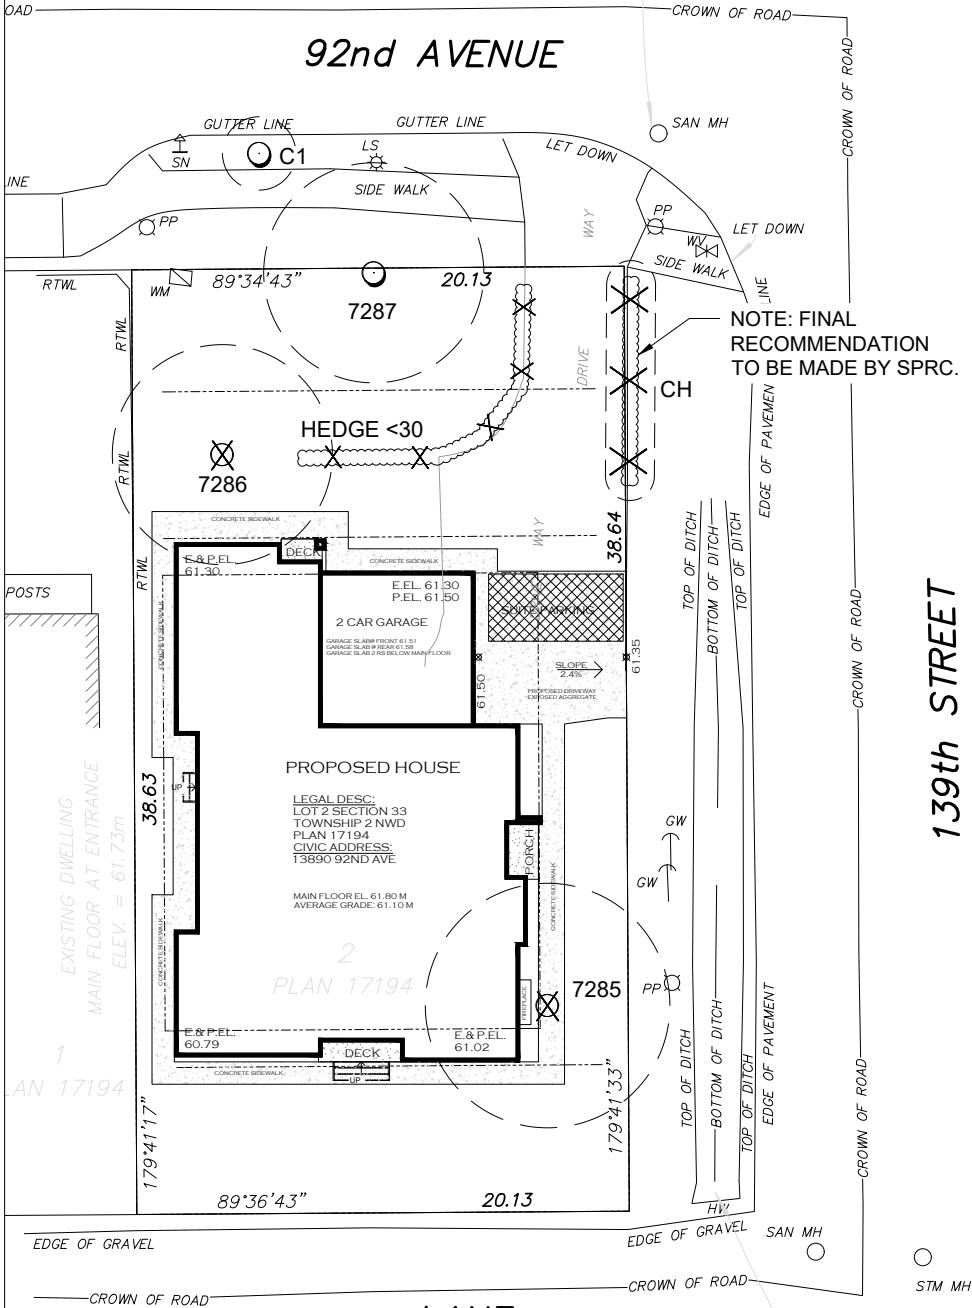 OAD
CROWN OF ROAD
92nd AVENUE
CROWN OF ROAD
GUTTER LINE
GUTTER LINE
SAN MH
LET DOWN
SN
C1
LS
INE
SIDE WALK
PP
PP
WAY
LET DOWN
WV
SIDE WALK
RTWL
WM
89°34'43"
20.13
LINE
7287
NOTE: FINAL
RECOMMENDATION
TO BE MADE BY SPRC.
RTWL
DRIVE
CH
EDGE OF PAVEMEN
HEDGE <30
RTWL
7286
CONCRETE SIDEWALK
WAY
38.64
DECK
E.& P.EL.
61.30
CONCRETE SIDEWALK
RTWL
E.EL. 61.30
P.EL. 61.50
POSTS
SUITE PARKING
TOP OF DITCH
BOTTOM OF DITCH
TOP OF DITCH
2 CAR GARAGE
GARAGE SLAB@ FRONT 61.51
GARAGE SLAB @ REAR 61.58
GARAGE SLAB 2 RS BELOW MAIN FLOOR
CONCRETE SIDEWALK
SLOPE
2.4%
61.35
61.50
PROPOSED DRIVEWAY
EXPOSED AGGREGATE
CROWN OF ROAD
139th STREET
PROPOSED HOUSE
UP
38.63
LEGAL DESC:
LOT 2 SECTION 33
TOWNSHIP 2 NWD
PLAN 17194
CIVIC ADDRESS:
13890 92ND AVE
EXISTING DWELLING
MAIN FLOOR AT ENTRANCE
ELEV. = 61.73m
GW
PORCH
GW
MAIN FLOOR EL. 61.80 M
AVERAGE GRADE: 61.10 M
CONCRETE SIDEWALK
CONCRETE SIDEWALK
2
PLAN 17194
7285
PP
FIREPLACE
E.& P.EL.
60.79
E.& P.EL.
61.02
DECK
CONCRETE SIDEWALK
UP
1
LAN 17194
TOP OF DITCH
BOTTOM OF DITCH
TOP OF DITCH
EDGE OF PAVEMENT
CROWN OF ROAD
179°41'17"
179°41'33"
89°36'43"
20.13
HW
EDGE OF GRAVEL
EDGE OF GRAVEL
SAN MH
STM MH
CROWN OF ROAD
CROWN OF ROAD